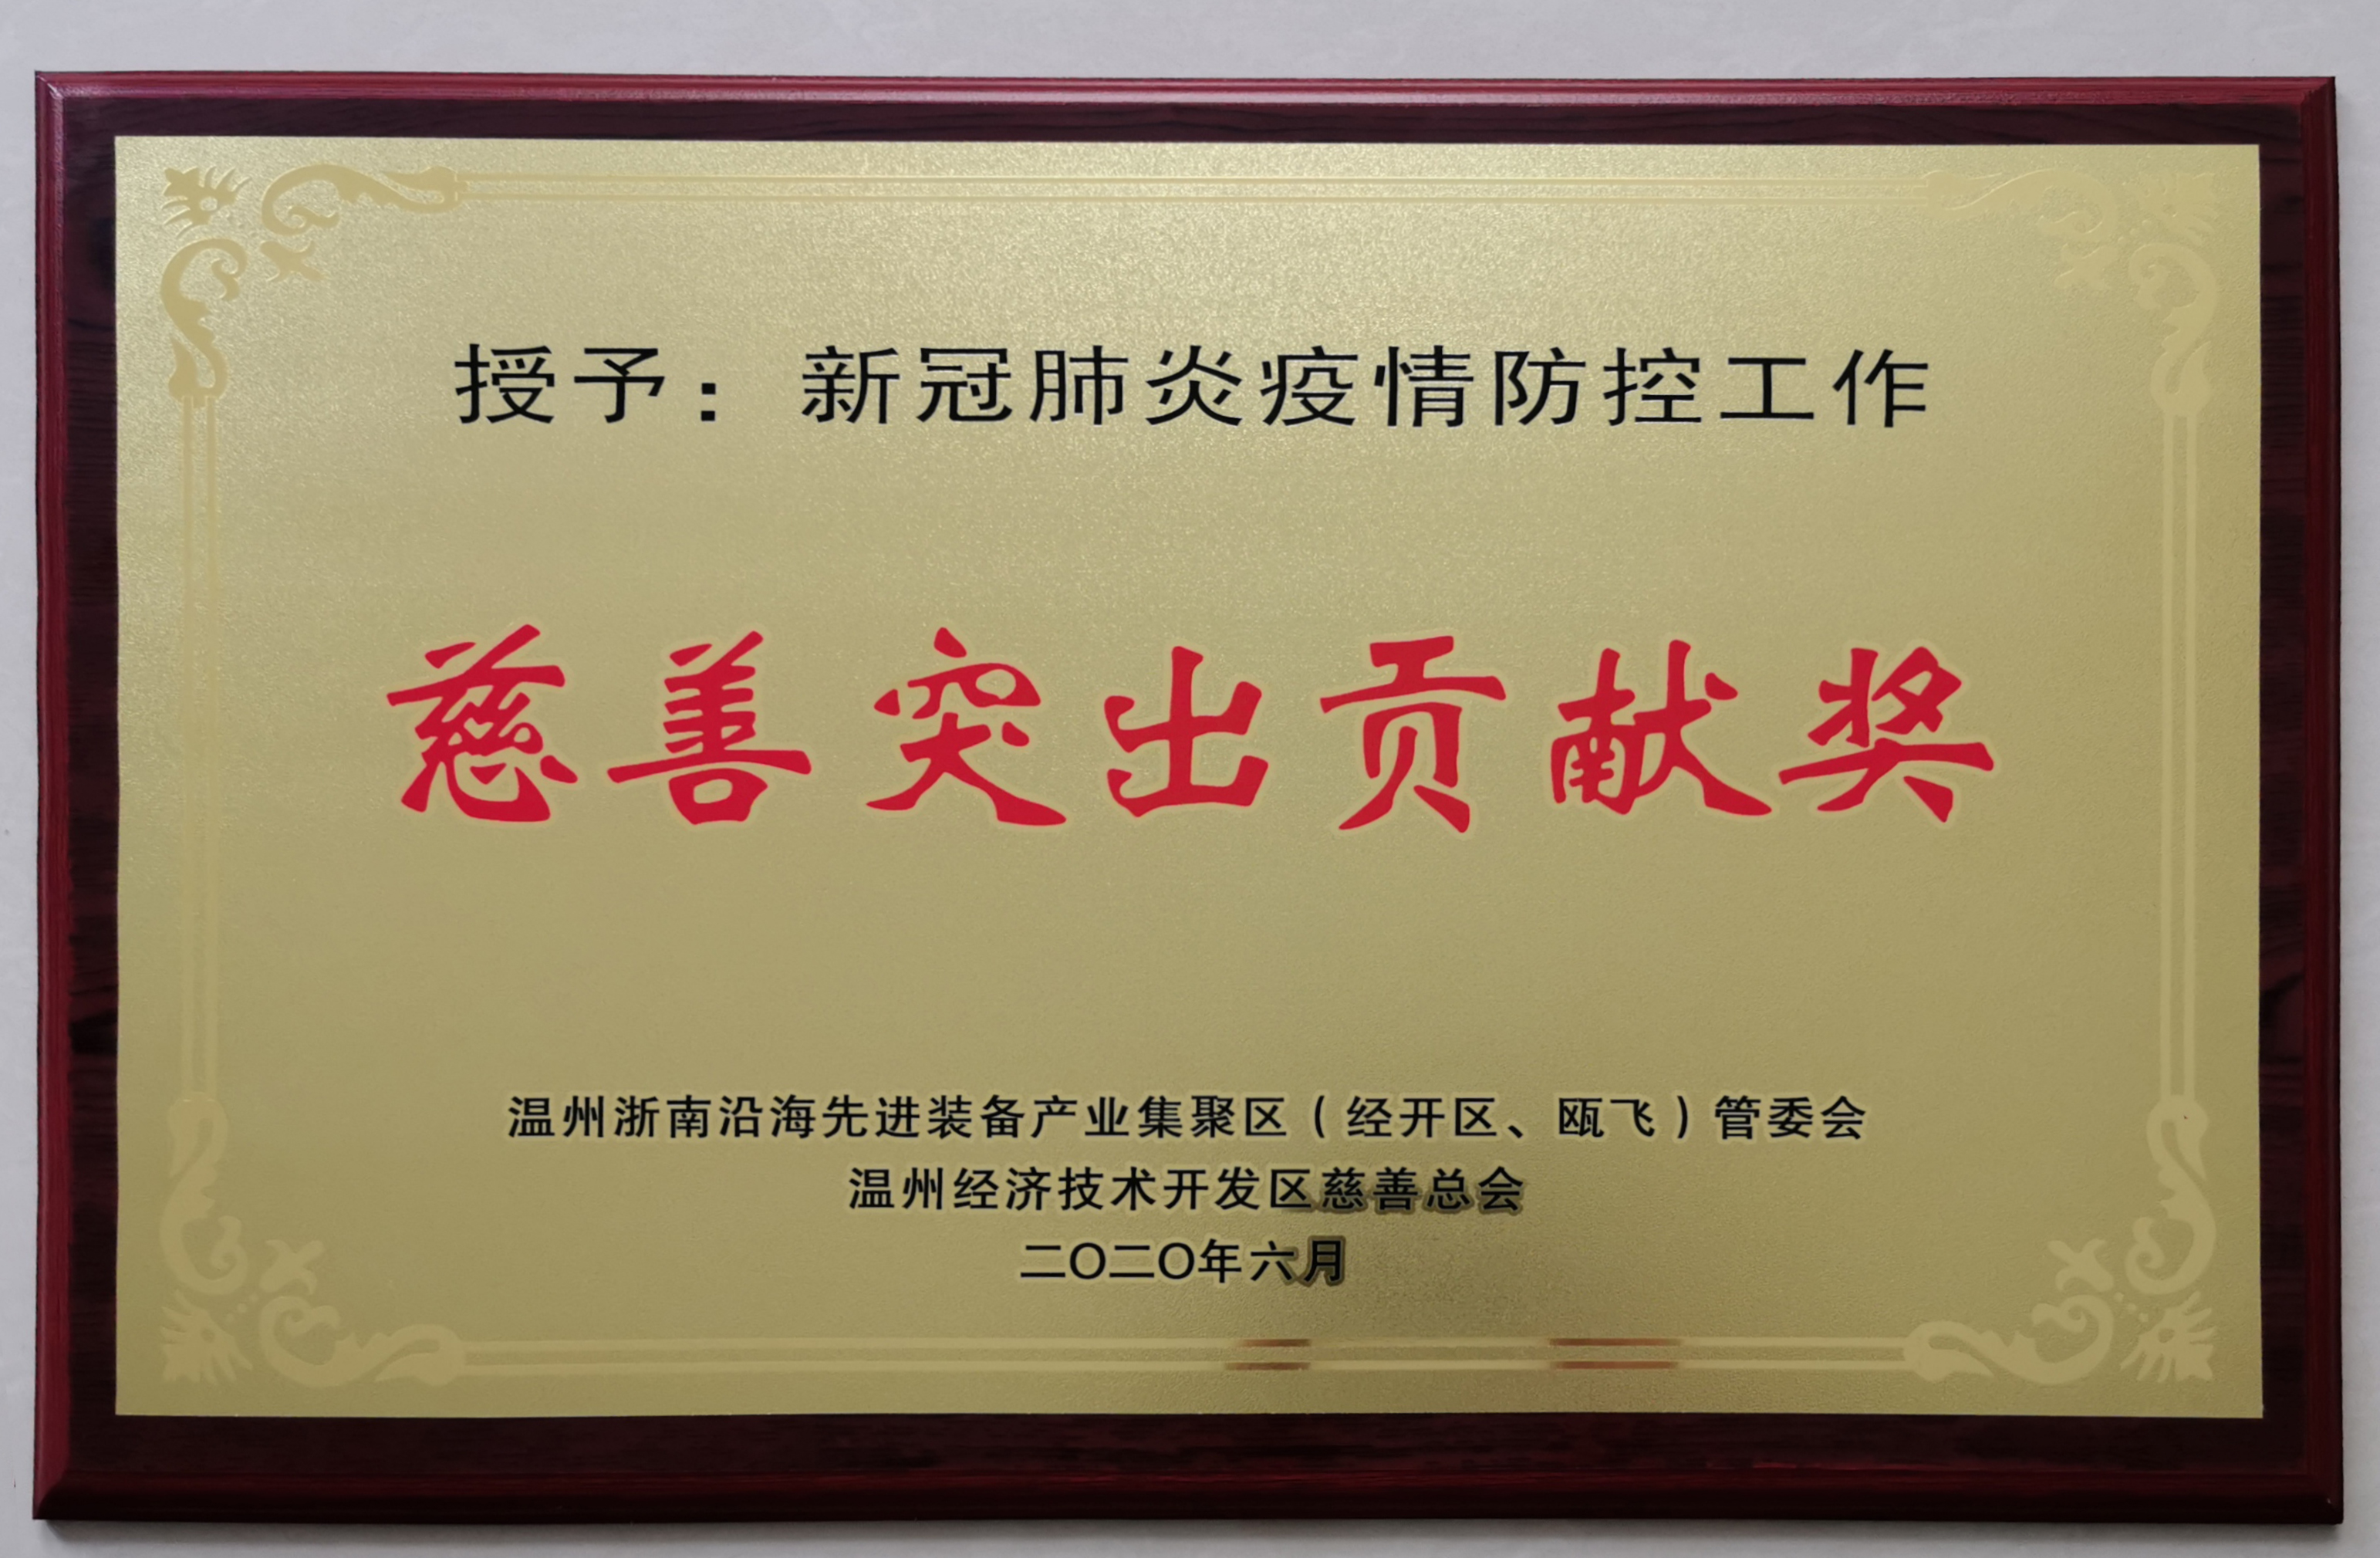 授予：新冠肺炎疫情防控工作
慈善突出贡献奖
温州浙南沿海先进装备产业集聚区（经开区、瓯飞）管委会
温州经济技术开发区慈善总会
二〇二〇年六月